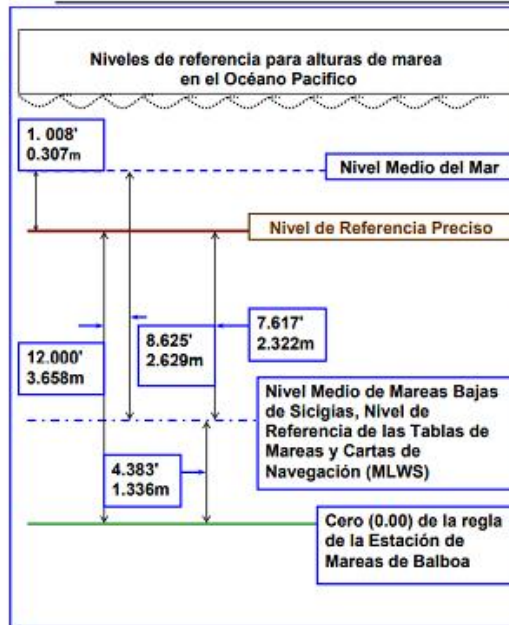 Niveles de referencia para alturas de marea
en el Océano Pacifico
1. 008'
0.307m
Nivel Medio del Mar
Nivel de Referencia Preciso
12.000'
3.658m
8.625'
2.629m
7.617'
2.322m
Nivel Medio de Mareas Bajas
de Sicigias, Nivel de
Referencia de las Tablas de
Mareas y Cartas de
Navegación (MLWS)
4.383'
1.336m
Cero (0.00) de la regla
de la Estación de
Mareas de Balboa